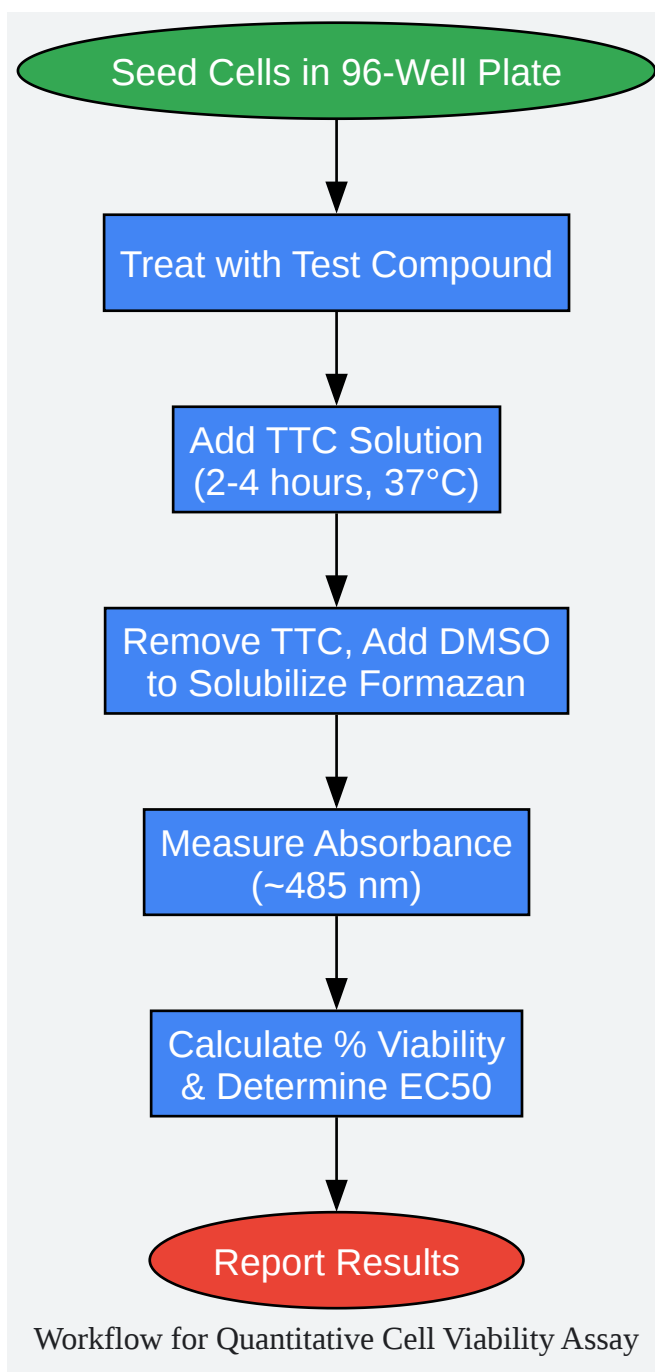 Seed Cells in 96-Well Plate
Treat with Test Compound
Add TTC Solution
(2-4 hours, 37°C)
Remove TTC, Add DMSO
to Solubilize Formazan
Measure Absorbance
(~485 nm)
Calculate % Viability
& Determine EC50
Report Results
Workflow for Quantitative Cell Viability Assay